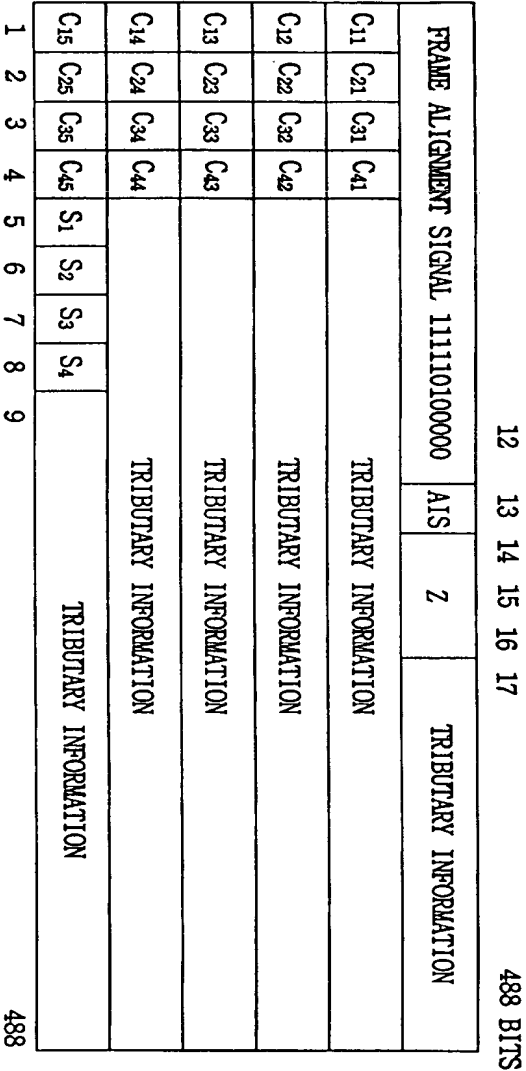 12 13 14 15 16 17 488 BITS
FRAME ALIGNMENT SIGNAL 111110100000 AIS Z TRIBUTARY INFORMATION
C11 C21 C31 C41 TRIBUTARY INFORMATION
C12 C22 C32 C42 TRIBUTARY INFORMATION
C13 C23 C33 C43 TRIBUTARY INFORMATION
C14 C24 C34 C44 TRIBUTARY INFORMATION
C15 C25 C35 C45 S1 S2 S3 S4 TRIBUTARY INFORMATION
1 2 3 4 5 6 7 8 9 488